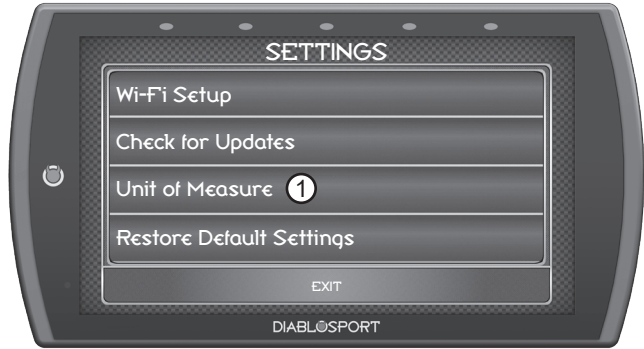 SETTINGS
Wi-Fi Setup
Check for Updates
Unit of Measure 1
Restore Default Settings
EXIT
DIABLOSPORT